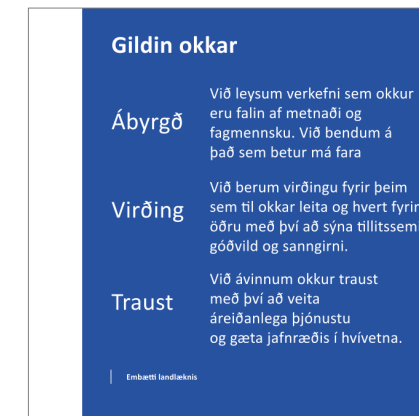 Gildin okkar
Ábyrgð
Við leysum verkefni sem okkur
eru falin af metnaði og
fagmennsku. Við bendum á
það sem betur má fara
Virðing
Við berum virðingu fyrir þeim
sem til okkar leita og hvert fyrir
öðru með því að sýna tillitssem
góðvild og sanngirni.
Traust
Við ávinnum okkur traust
með því að veita
áreiðanlega þjónustu
og gæta jafnræðis í hvívetna.
Embætti landlæknis